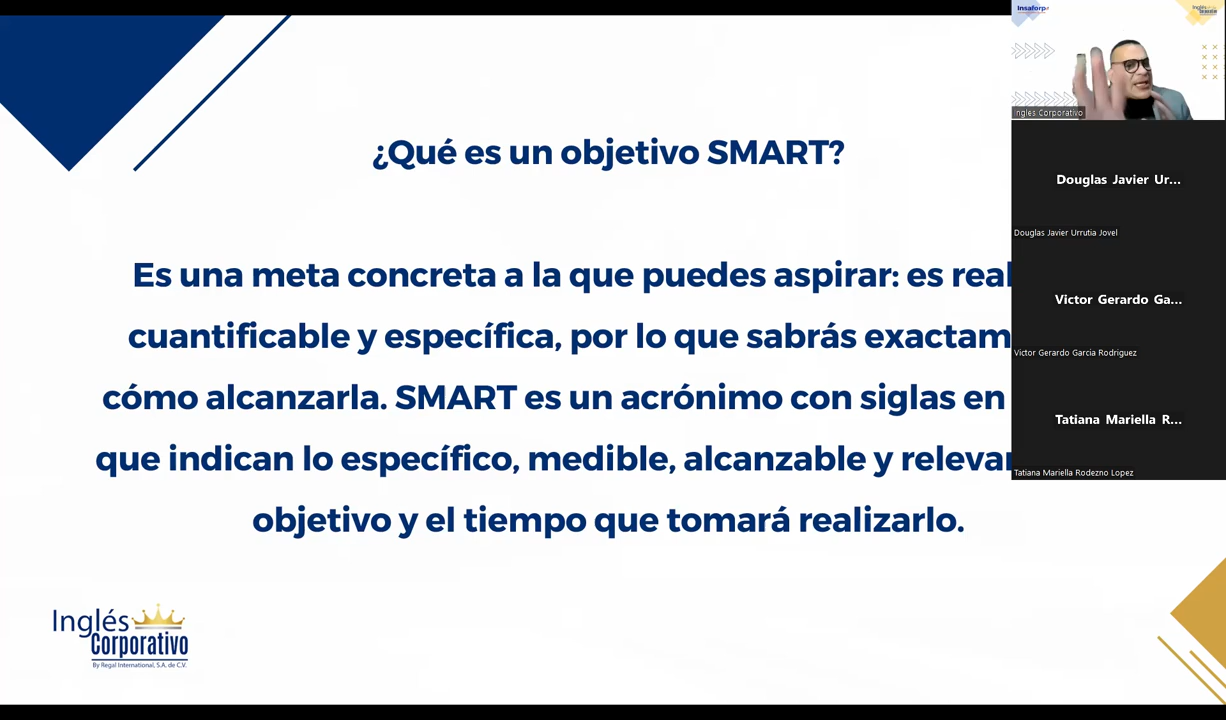 ¿Qué es un objetivo SMART?
Es una meta concreta a la que puedes aspirar: es real
cuantificable y específica, por lo que sabrás exactam
cómo alcanzarla. SMART es un acrónimo con siglas en
que indican lo específico, medible, alcanzable y relevan
objetivo y el tiempo que tomará realizarlo.
Inglés
Corporativo
By Regal International, S.A. de C.V.
Insaforp
Ingles Corporativo
Douglas Javier Ur...
Douglas Javier Urrutia Jovel
Victor Gerardo Ga...
Victor Gerardo Garcia Rodriguez
Tatiana Mariella R...
Tatiana Mariella Rodezno Lopez